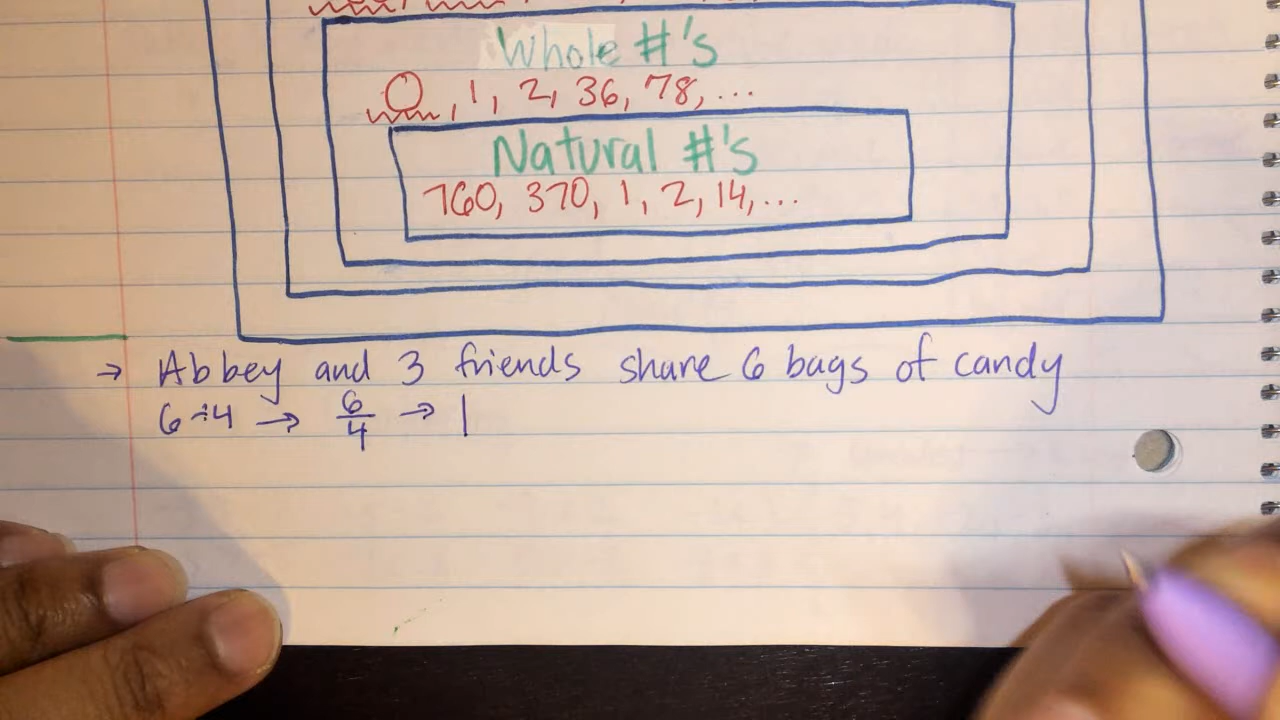 Whole #'s
0, 1, 2, 36, 78, ...
Natural #'s
760, 370, 1, 2, 14, ...
→ Abbey and 3 friends share 6 bags of candy
6÷4 → 6/4 → 1